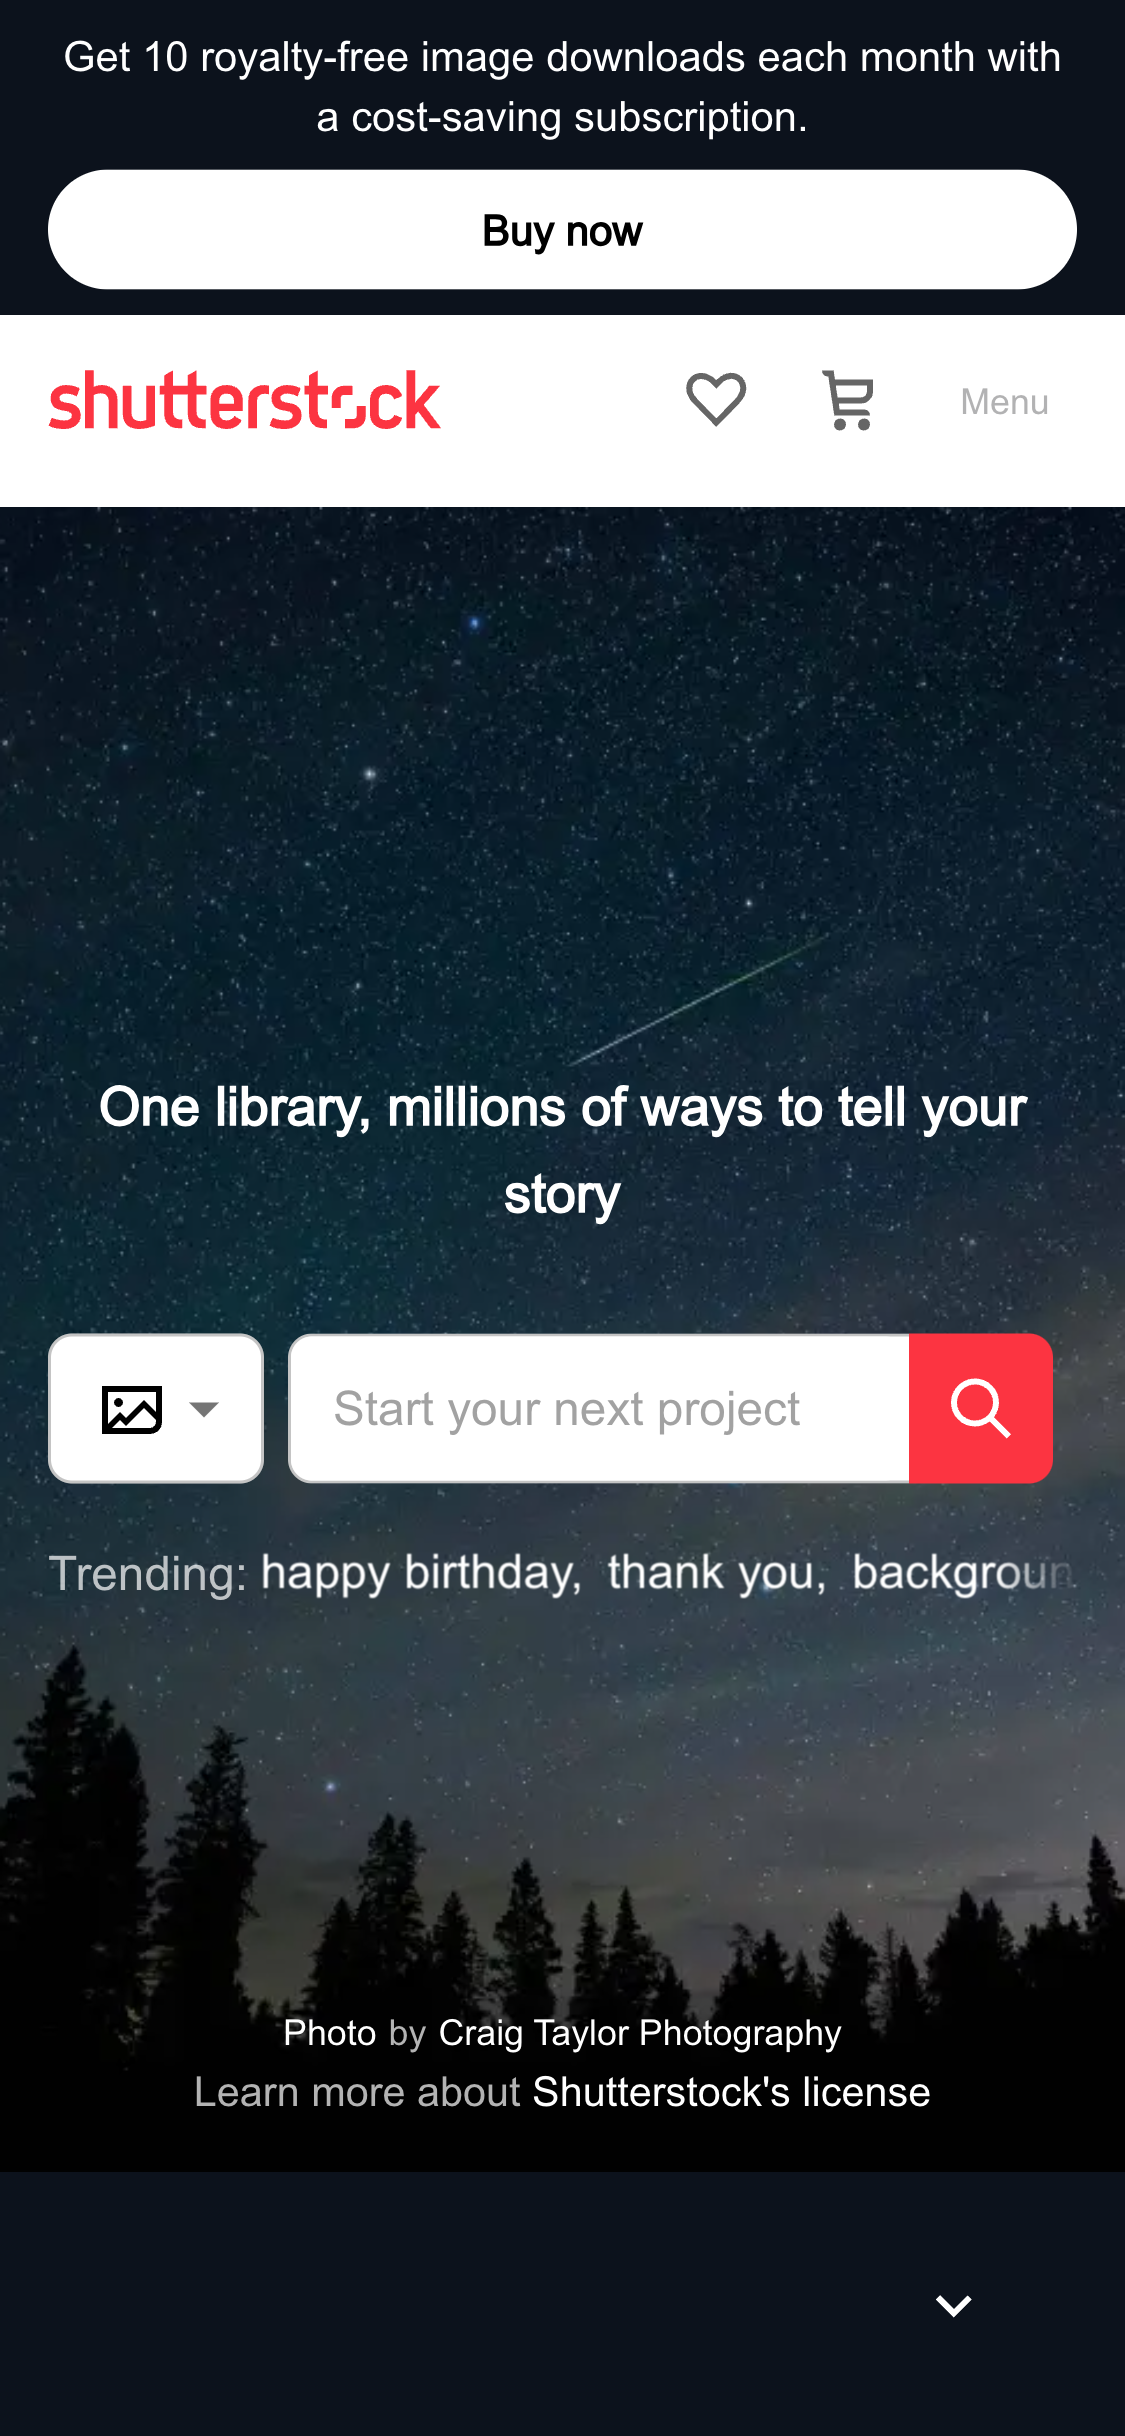 Get 10 royalty-free image downloads each month with
a cost-saving subscription.
Buy now
shutterstock
Menu
One library, millions of ways to tell your
story
Start your next project
Trending: happy birthday, thank you, backgroun
Photo by Craig Taylor Photography
Learn more about Shutterstock's license